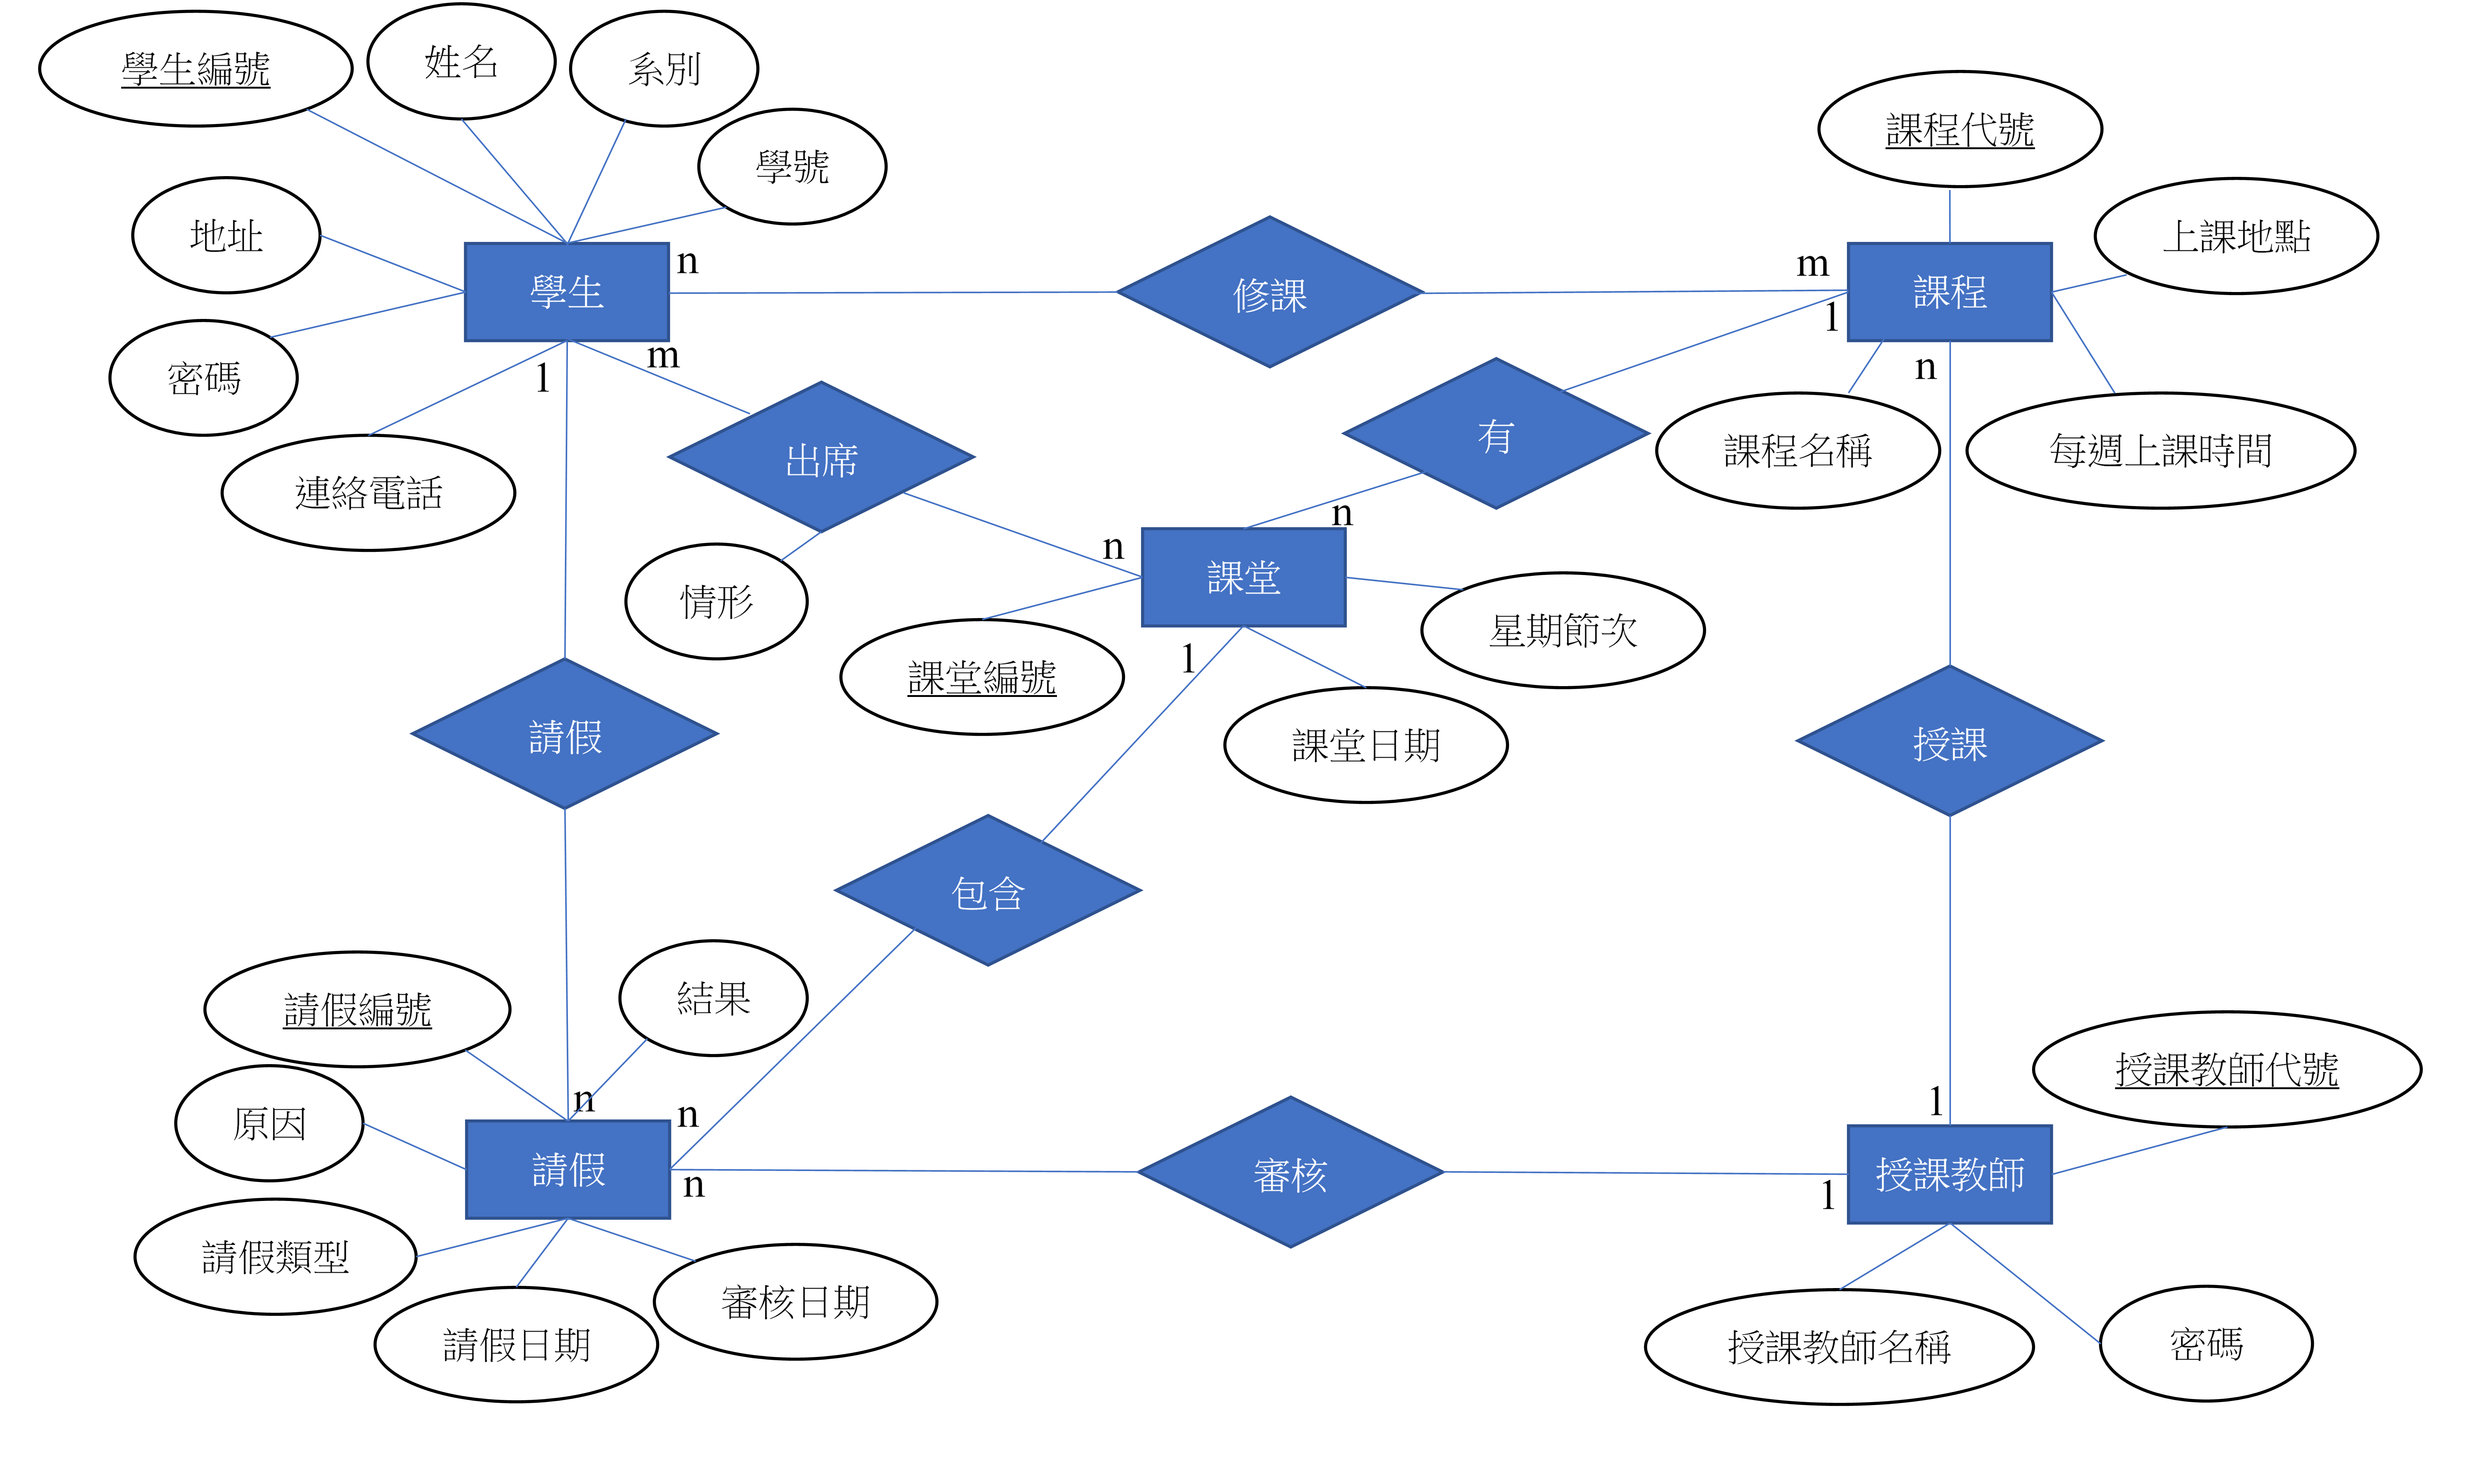 學生編號
姓名
系別
學號
課程代號
地址
上課地點
學生
n
修課
m
課程
1
密碼
1
m
n
連絡電話
出席
有
課程名稱
每週上課時間
n
n
情形
課堂
星期節次
1
課堂編號
課堂日期
請假
授課
包含
請假編號
結果
授課教師代號
原因
n
n
1
請假
n
審核
授課教師
1
請假類型
審核日期
請假日期
授課教師名稱
密碼